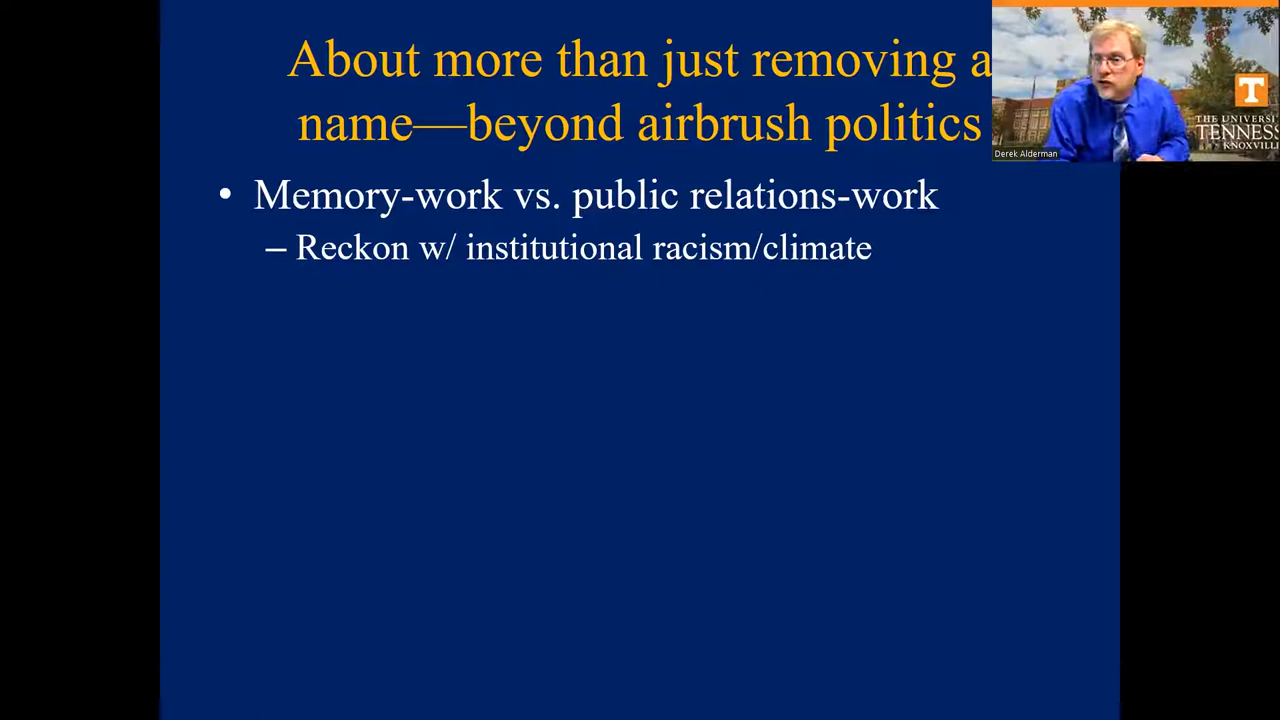 About more than just removing a
name—beyond airbrush politics
• Memory-work vs. public relations-work
– Reckon w/ institutional racism/climate
Derek Alderman
T
THE UNIVERSI
TENNESS
KNOXVILL